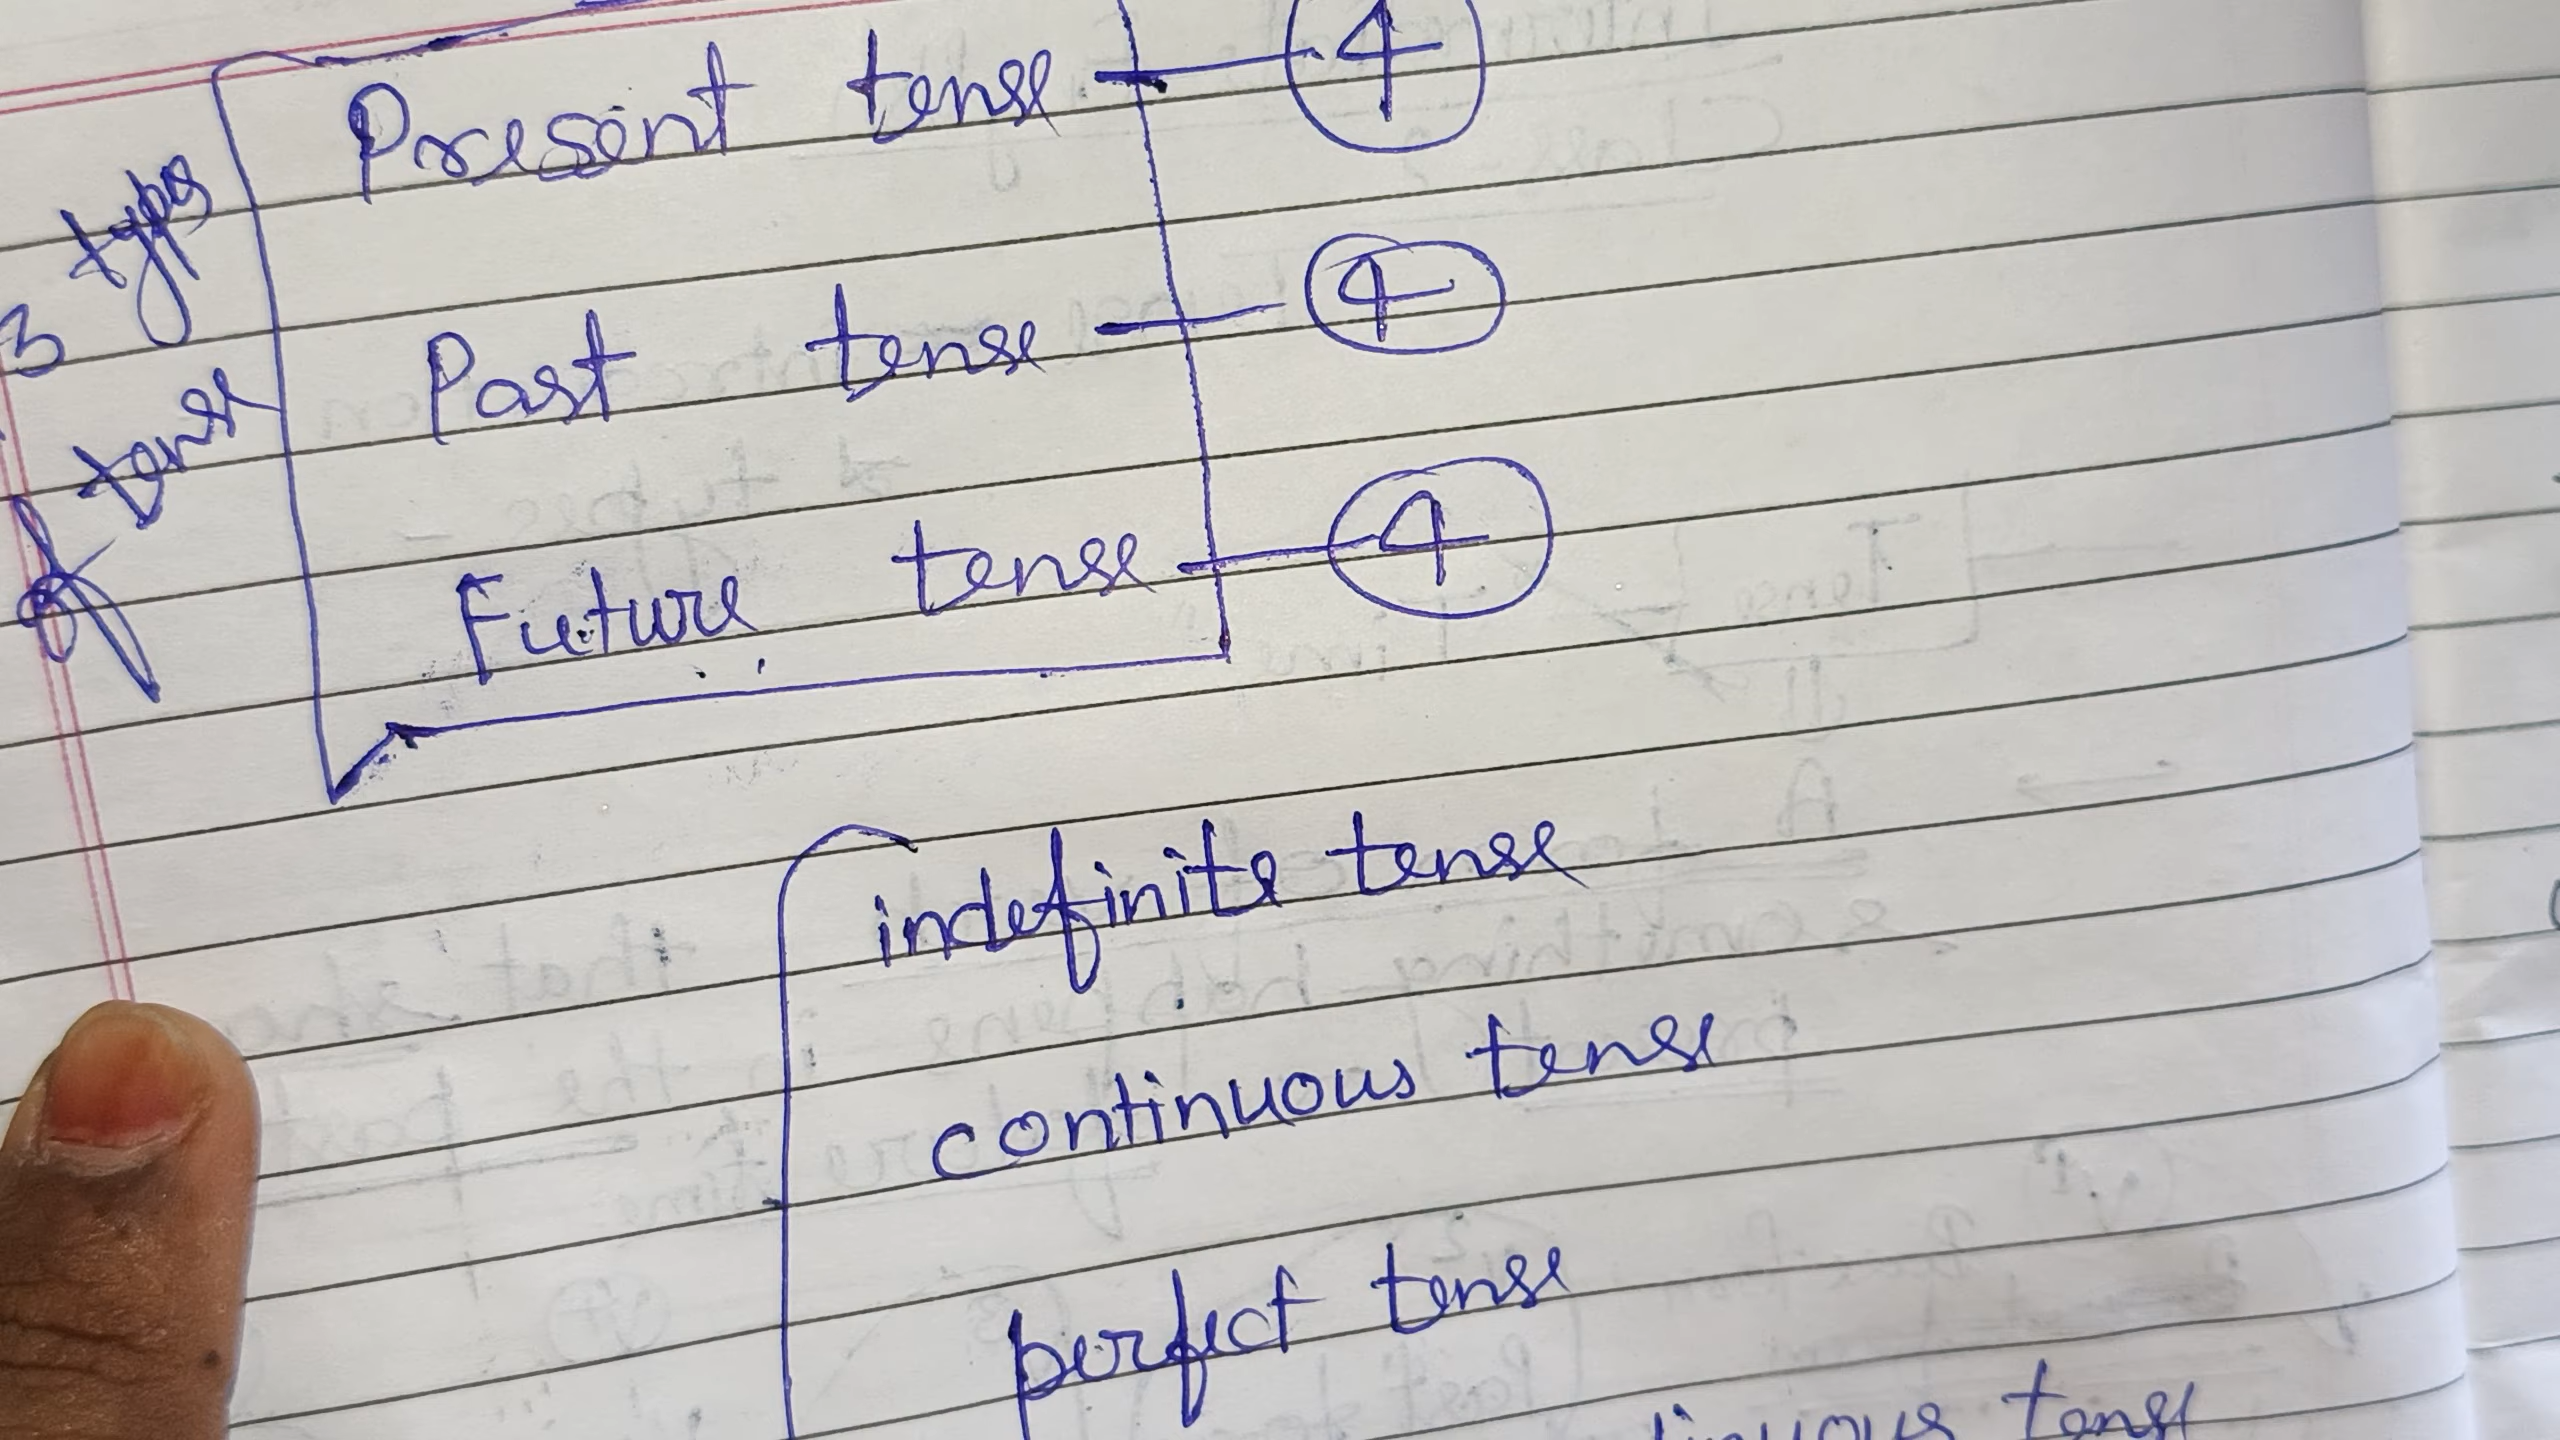 3 types
of tense
Present tense — 4
Past tense — 4
Future tense — 4
indefinite tense
continuous tense
perfect tense
tense